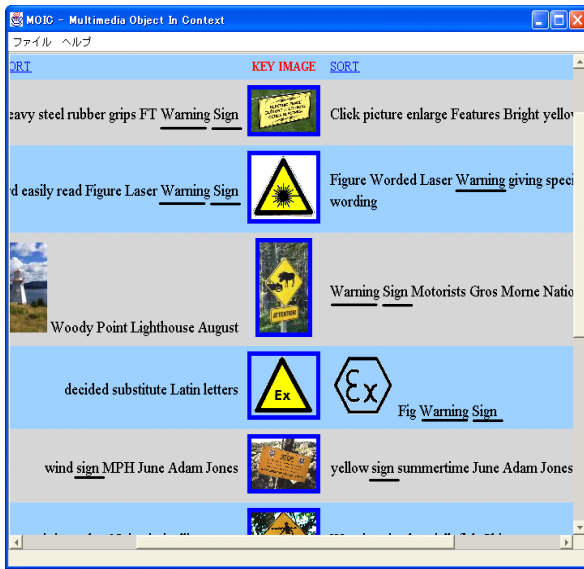 MOIC - Multimedia Object In Context
ファイル ヘルプ
ORT KEY IMAGE SORT
eavy steel rubber grips FT Warning Sign Click picture enlarge Features Bright yellow
d easily read Figure Laser Warning Sign Figure Worded Laser Warning giving speci
wording
Woody Point Lighthouse August ATTENTION Warning Sign Motorists Gros Morne Natio
decided substitute Latin letters Ex Ex Fig Warning Sign
wind sign MPH June Adam Jones yellow sign summertime June Adam Jones